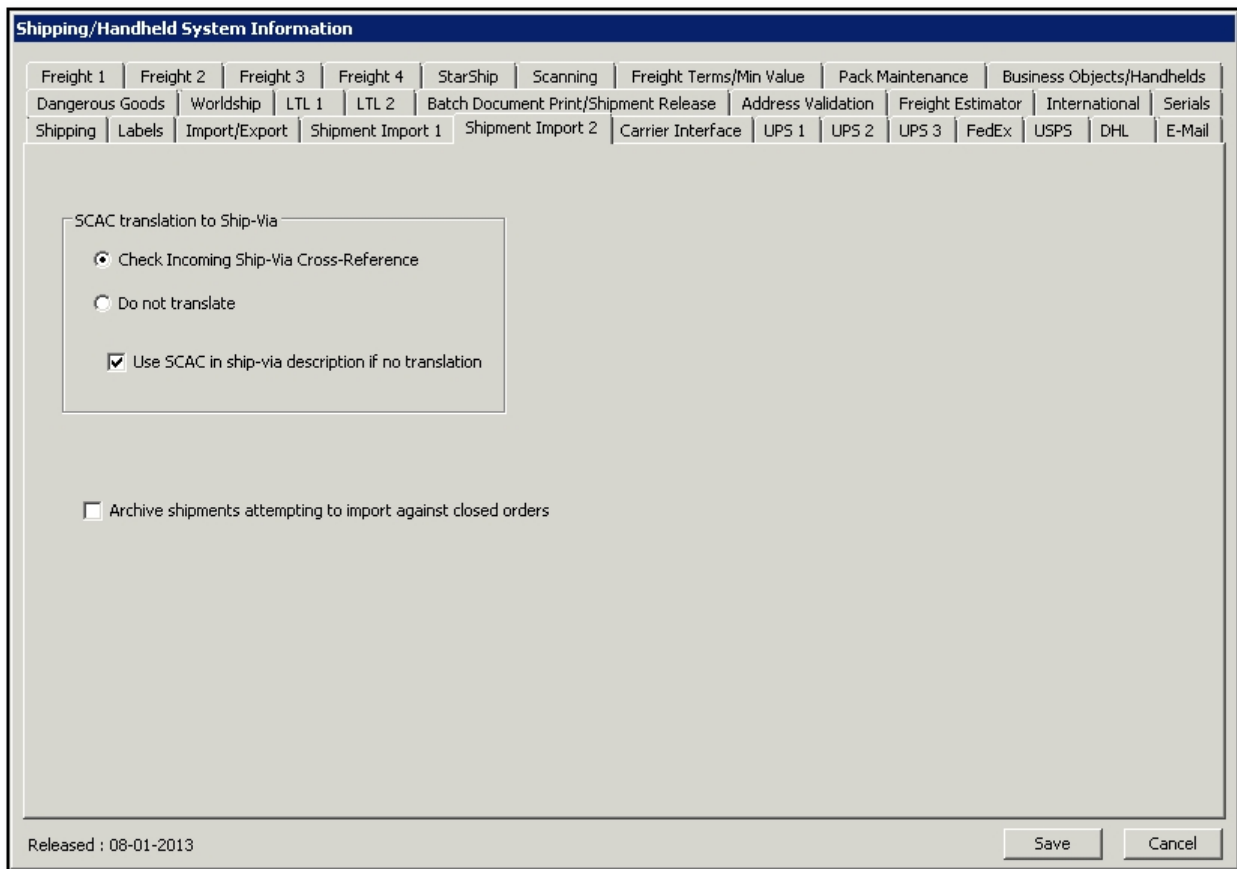 Shipping/Handheld System Information
Freight 1 Freight 2 Freight 3 Freight 4 StarShip Scanning Freight Terms/Min Value Pack Maintenance Business Objects/Handhelds
Dangerous Goods Worldship LTL 1 LTL 2 Batch Document Print/Shipment Release Address Validation Freight Estimator International Serials
Shipping Labels Import/Export Shipment Import 1 Shipment Import 2 Carrier Interface UPS 1 UPS 2 UPS 3 FedEx USPS DHL E-Mail
SCAC translation to Ship-Via
Check Incoming Ship-Via Cross-Reference
Do not translate
Use SCAC in ship-via description if no translation
Archive shipments attempting to import against closed orders
Released : 08-01-2013 Save Cancel